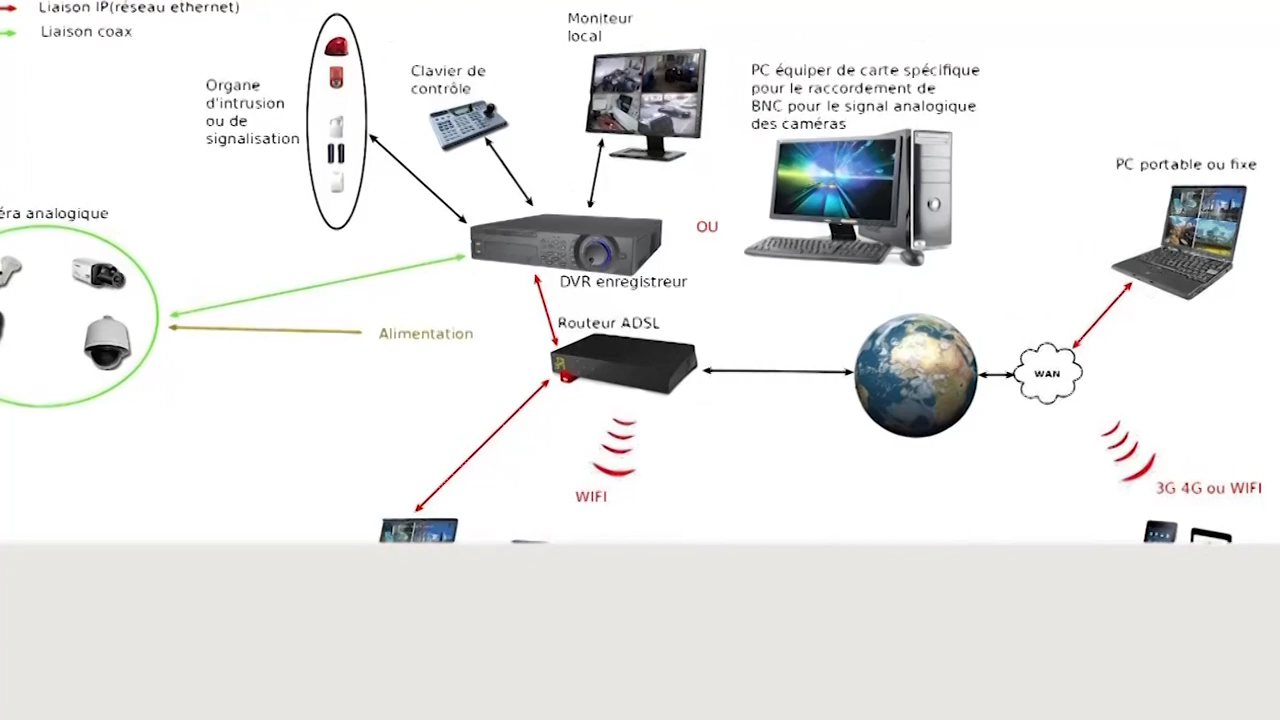 Liaison IP(réseau ethernet)
Liaison coax
Moniteur
local
Clavier de
contrôle
Organe
d'intrusion
ou de
signalisation
PC équiper de carte spécifique
pour le raccordement de
BNC pour le signal analogique
des caméras
PC portable ou fixe
éra analogique
OU
DVR enregistreur
Routeur ADSL
Alimentation
WAN
WIFI
3G 4G ou WIFI